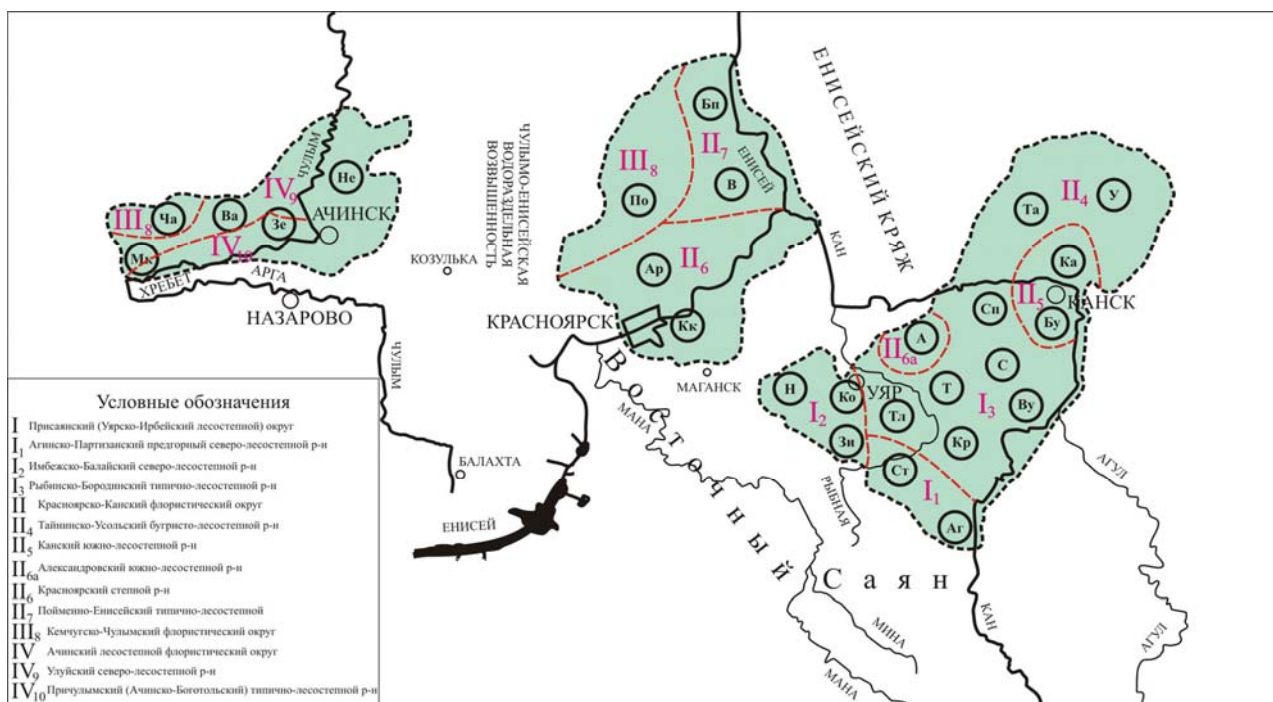 ЕНИСЕЙСКИЙ КРЯЖ
ЧУЛЫМО-ЕНИСЕЙСКАЯ
ВОДОРАЗДЕЛЬНАЯ
ВОЗВЫШЕННОСТЬ
Бп
II7
III8
ЕНИСЕЙ
В
По
Ар
II6
КРАСНОЯРСК
Кк
МАГАНСК
ЧУЛЫМ
Не
IV9
III8
Ча
Ва
Зе
АЧИНСК
IV10
Мк
ХРЕБЕТ АРГА
КОЗУЛЬКА
НАЗАРОВО
ЧУЛЫМ
БАЛАХТА
ЕНИСЕЙ
КАН
Та
II4
У
Ка
КАНСК
II5
Сп
Бу
А
II6а
С
УЯР
Н
Ко
I2
Т
I3
Ву
Тл
Зи
Кр
Ст
I1
Аг
РЫБНАЯ
МАНА
Восточный
Саян
МИНА
МАНА
КАН
АГУЛ
АГУЛ
Условные обозначения
I Присаянский (Уярско-Ирбейский лесостепной) округ
I1 Агинско-Партизанский предгорный северо-лесостепной р-н
I2 Имбежско-Балайский северо-лесостепной р-н
I3 Рыбинско-Бородинский типично-лесостепной р-н
II Красноярско-Канский флористический округ
II4 Тайнинско-Усольский бугристо-лесостепной р-н
II5 Канский южно-лесостепной р-н
II6а Александровский южно-лесостепной р-н
II6 Красноярский степной р-н
II7 Пойменно-Енисейский типично-лесостепной
III8 Кемчугско-Чулымский флористический округ
IV Ачинский лесостепной флористический округ
IV9 Улуйский северо-лесостепной р-н
IV10 Причулымский (Ачинско-Боготольский) типично-лесостепной р-н